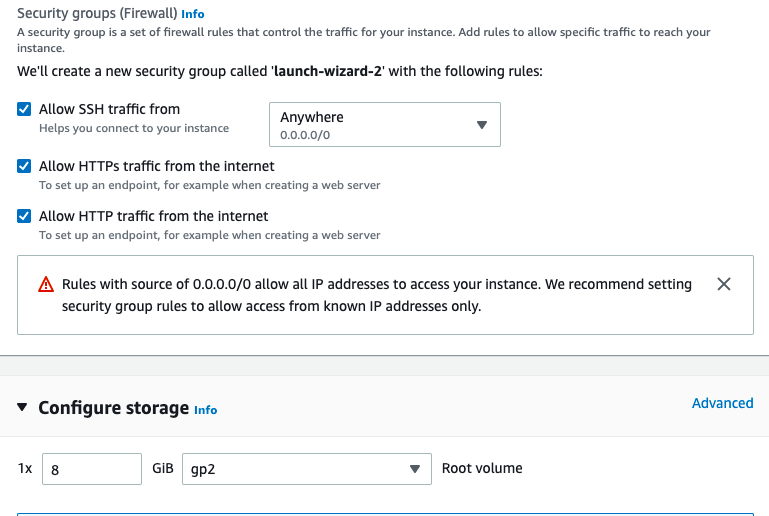 Security groups (Firewall) Info
A security group is a set of firewall rules that control the traffic for your instance. Add rules to allow specific traffic to reach your
instance.
We'll create a new security group called 'launch-wizard-2' with the following rules:
Allow SSH traffic from
Helps you connect to your instance
Anywhere
0.0.0.0/0
Allow HTTPs traffic from the internet
To set up an endpoint, for example when creating a web server
Allow HTTP traffic from the internet
To set up an endpoint, for example when creating a web server
Rules with source of 0.0.0.0/0 allow all IP addresses to access your instance. We recommend setting
security group rules to allow access from known IP addresses only.
Configure storage Info
Advanced
1x 8 GiB gp2 Root volume